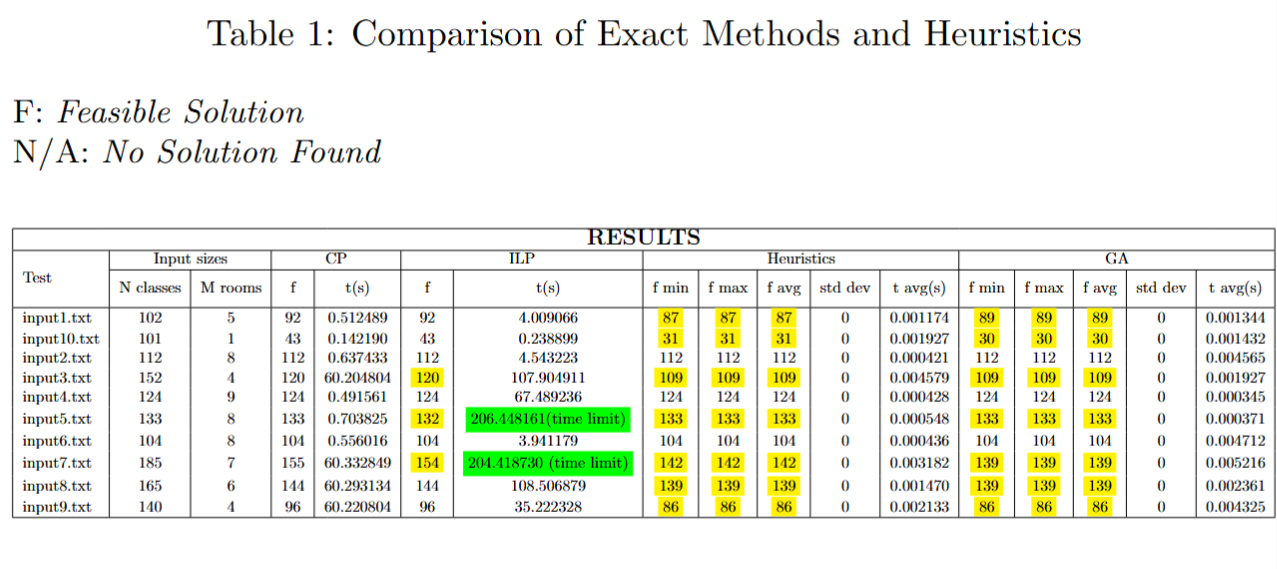 Table 1: Comparison of Exact Methods and Heuristics
F: Feasible Solution
N/A: No Solution Found
RESULTS
Test Input sizes CP ILP Heuristics GA
N classes M rooms f t(s) f t(s) f min f max f avg std dev t avg(s) f min f max f avg std dev t avg(s)
input1.txt 102 5 92 0.512489 92 4.009066 87 87 87 0 0.001174 89 89 89 0 0.001344
input10.txt 101 1 43 0.142190 43 0.238899 31 31 31 0 0.001927 30 30 30 0 0.001432
input2.txt 112 8 112 0.637433 112 4.543223 112 112 112 0 0.000421 112 112 112 0 0.004565
input3.txt 152 4 120 60.204804 120 107.904911 109 109 109 0 0.004579 109 109 109 0 0.001927
input4.txt 124 9 124 0.491561 124 67.489236 124 124 124 0 0.000428 124 124 124 0 0.000345
input5.txt 133 8 133 0.703825 132 206.448161(time limit) 133 133 133 0 0.000548 133 133 133 0 0.000371
input6.txt 104 8 104 0.556016 104 3.941179 104 104 104 0 0.000436 104 104 104 0 0.004712
input7.txt 185 7 155 60.332849 154 204.418730 (time limit) 142 142 142 0 0.003182 139 139 139 0 0.005216
input8.txt 165 6 144 60.293134 144 108.506879 139 139 139 0 0.001470 139 139 139 0 0.002361
input9.txt 140 4 96 60.220804 96 35.222328 86 86 86 0 0.002133 86 86 86 0 0.004325